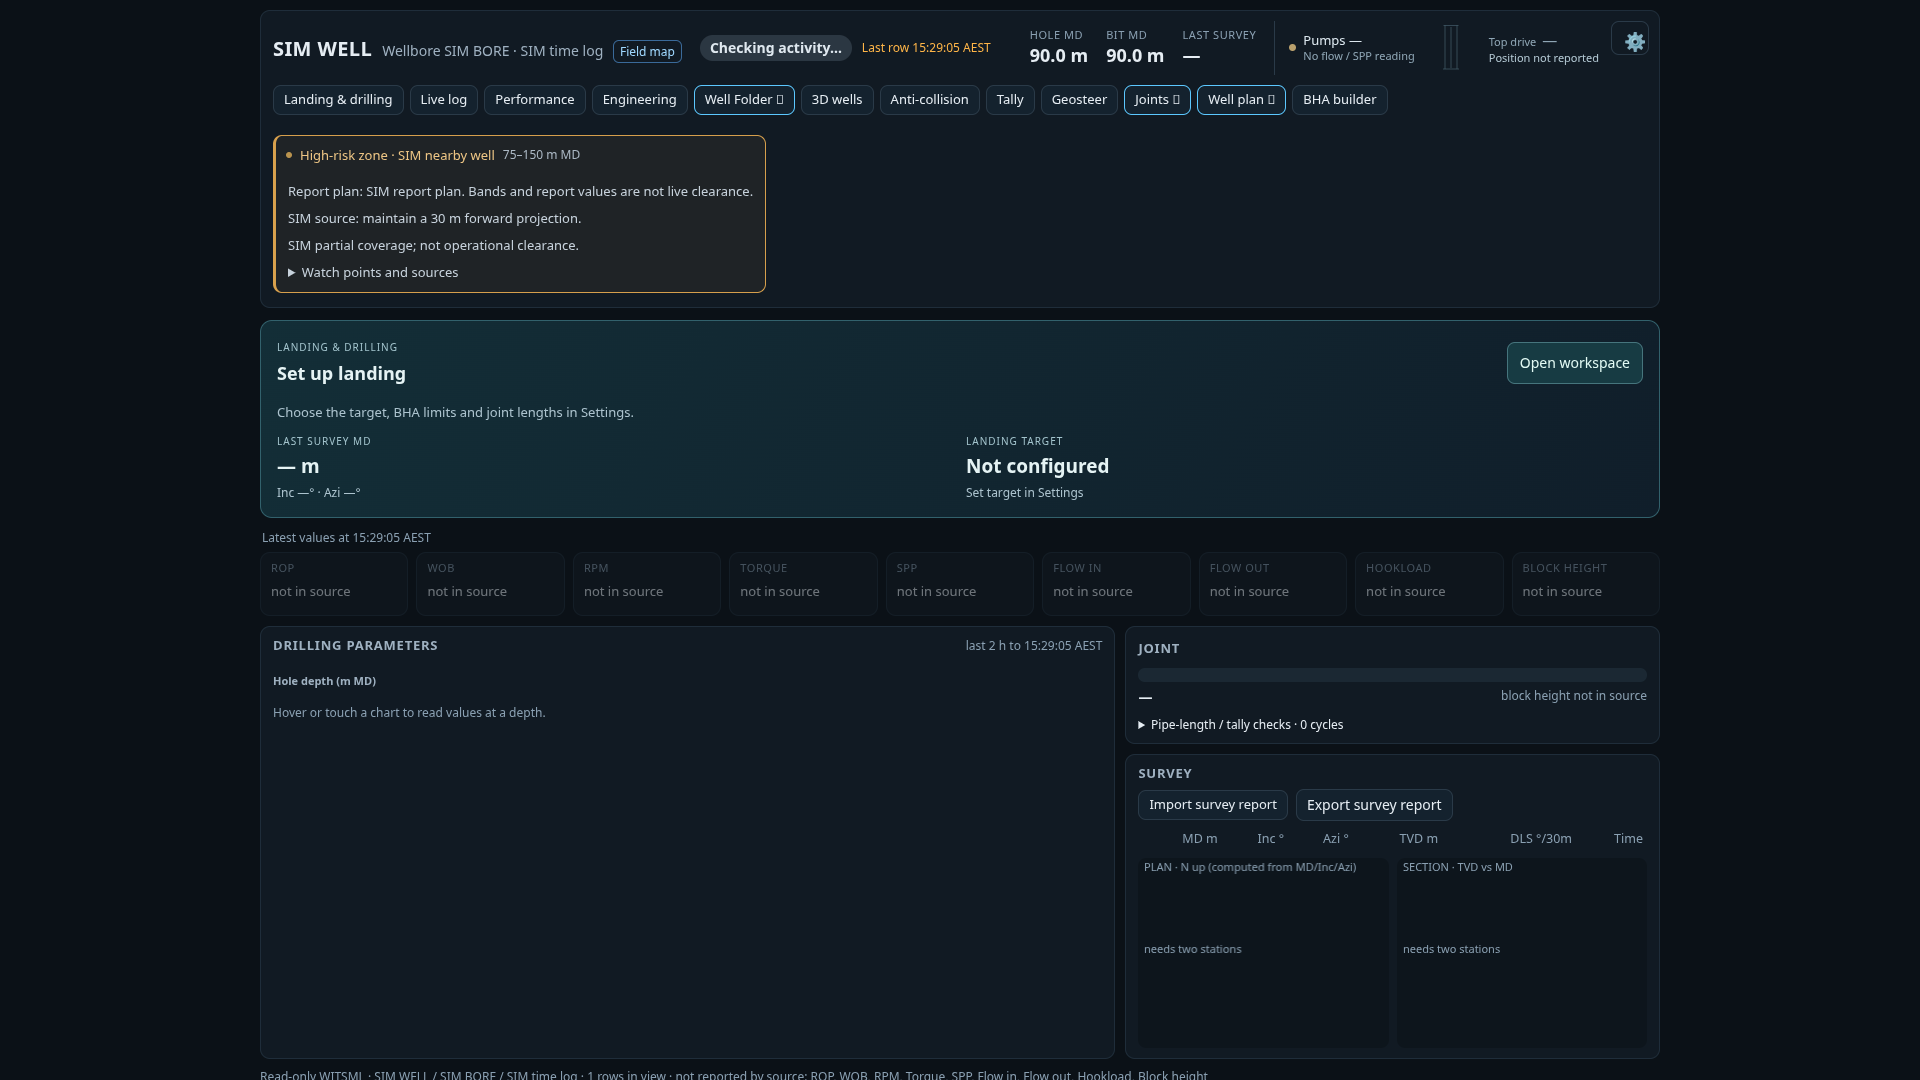 SIM WELL Wellbore SIM BORE · SIM time log Field map Checking activity... Last row 15:29:05 AEST
HOLE MD BIT MD LAST SURVEY
90.0 m 90.0 m —
Pumps —
No flow / SPP reading
Top drive —
Position not reported
Landing & drilling Live log Performance Engineering Well Folder 3D wells Anti-collision Tally Geosteer Joints Well plan BHA builder
High-risk zone · SIM nearby well 75–150 m MD
Report plan: SIM report plan. Bands and report values are not live clearance.
SIM source: maintain a 30 m forward projection.
SIM partial coverage; not operational clearance.
Watch points and sources
LANDING & DRILLING
Set up landing
Open workspace
Choose the target, BHA limits and joint lengths in Settings.
LAST SURVEY MD
— m
Inc —° · Azi —°
LANDING TARGET
Not configured
Set target in Settings
Latest values at 15:29:05 AEST
ROP WOB RPM TORQUE SPP FLOW IN FLOW OUT HOOKLOAD BLOCK HEIGHT
not in source not in source not in source not in source not in source not in source not in source not in source not in source
DRILLING PARAMETERS last 2 h to 15:29:05 AEST
Hole depth (m MD)
Hover or touch a chart to read values at a depth.
JOINT
— block height not in source
Pipe-length / tally checks · 0 cycles
SURVEY
Import survey report Export survey report
MD m Inc ° Azi ° TVD m DLS °/30m Time
PLAN · N up (computed from MD/Inc/Azi)
needs two stations
SECTION · TVD vs MD
needs two stations
Read-only WITSML · SIM WELL / SIM BORE / SIM time log · 1 rows in view · not reported by source: ROP, WOB, RPM, Torque, SPP, Flow in, Flow out, Hookload, Block height